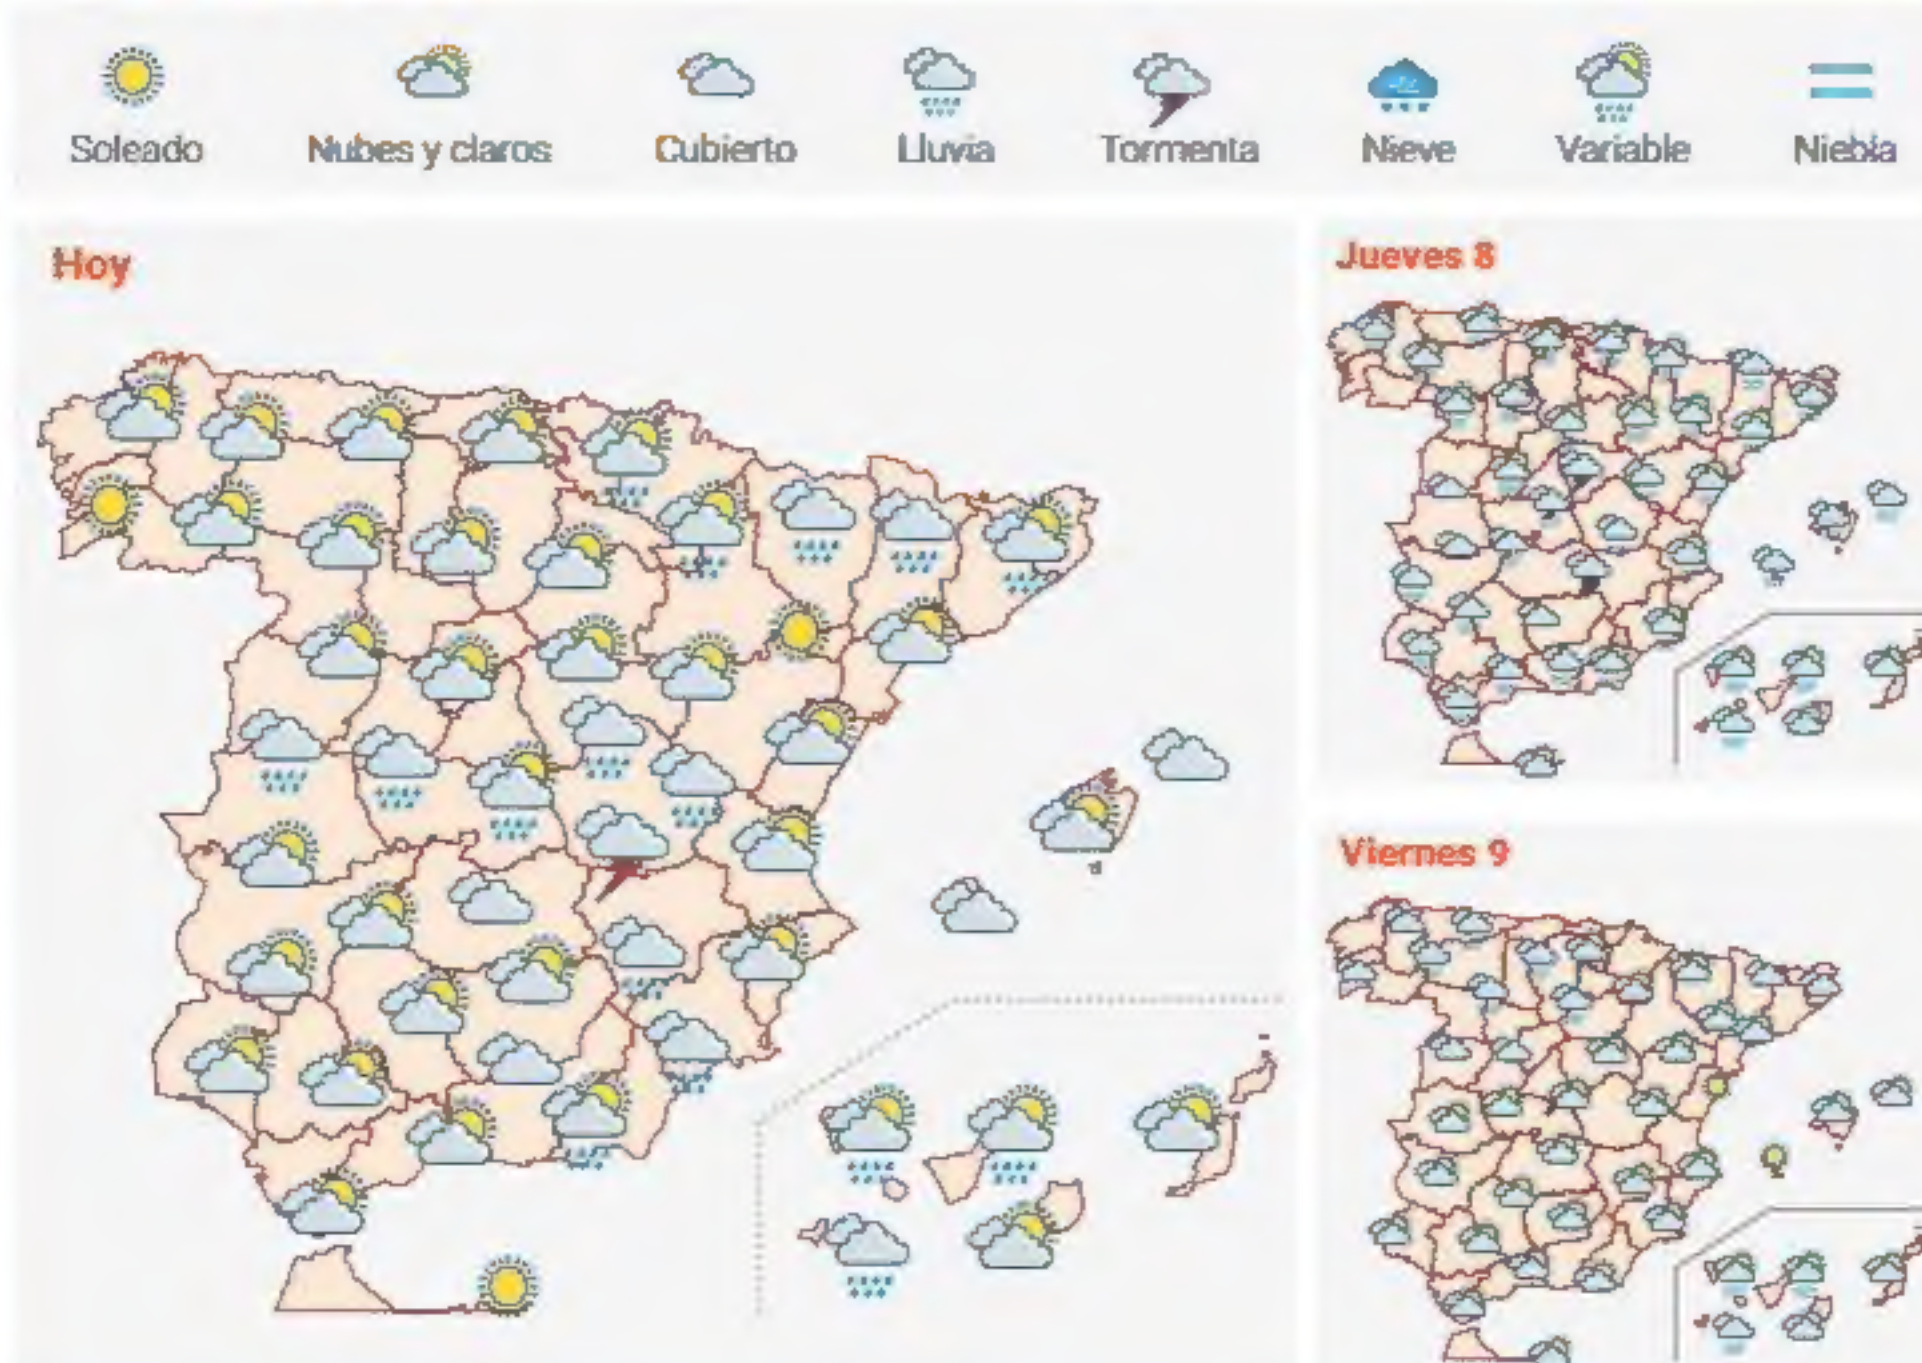 Soleado Nubes y claros Cubierto Lluvia Tormenta Nieve Variable Niebla
Hoy
Jueves 8
Viernes 9